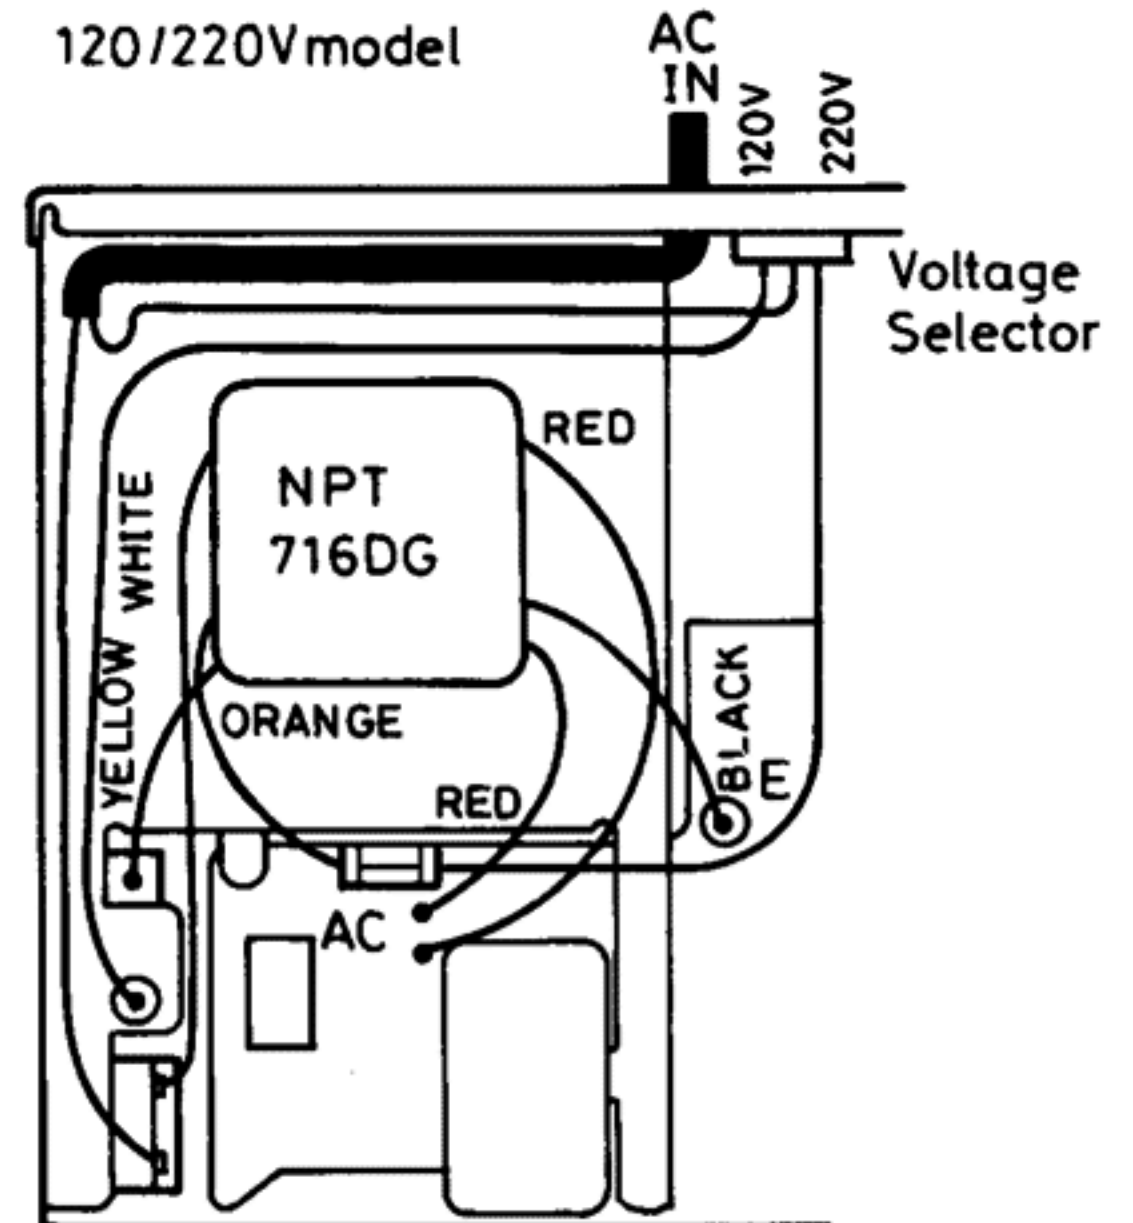 120/220V model
AC
IN
120V
220V
Voltage
Selector
RED
NPT
716DG
WHITE
YELLOW
ORANGE
BLACK
E
RED
AC